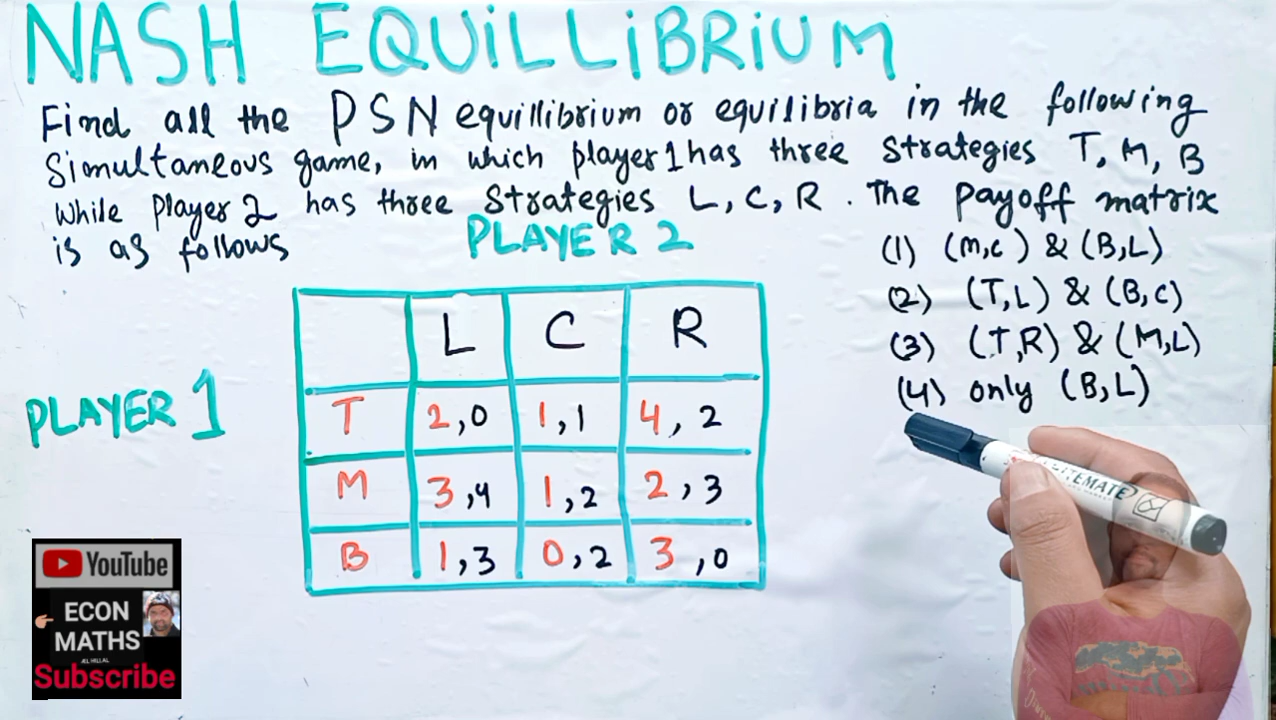 NASH EQUILLIBRIUM
Find all the PSN equillibrium or equilibria in the following
Simultaneous game, in which player 1 has three strategies T, M, B
While Player 2 has three Strategies L, C, R . The payoff matrix
is as follows
PLAYER 2
(1) (m,c) & (B,L)
(2) (T,L) & (B,C)
(3) (T,R) & (M,L)
(4) only (B,L)
PLAYER 1
L C R
T 2,0 1,1 4,2
M 3,4 1,2 2,3
B 1,3 0,2 3,0
YouTube
ECON
MATHS
Subscribe